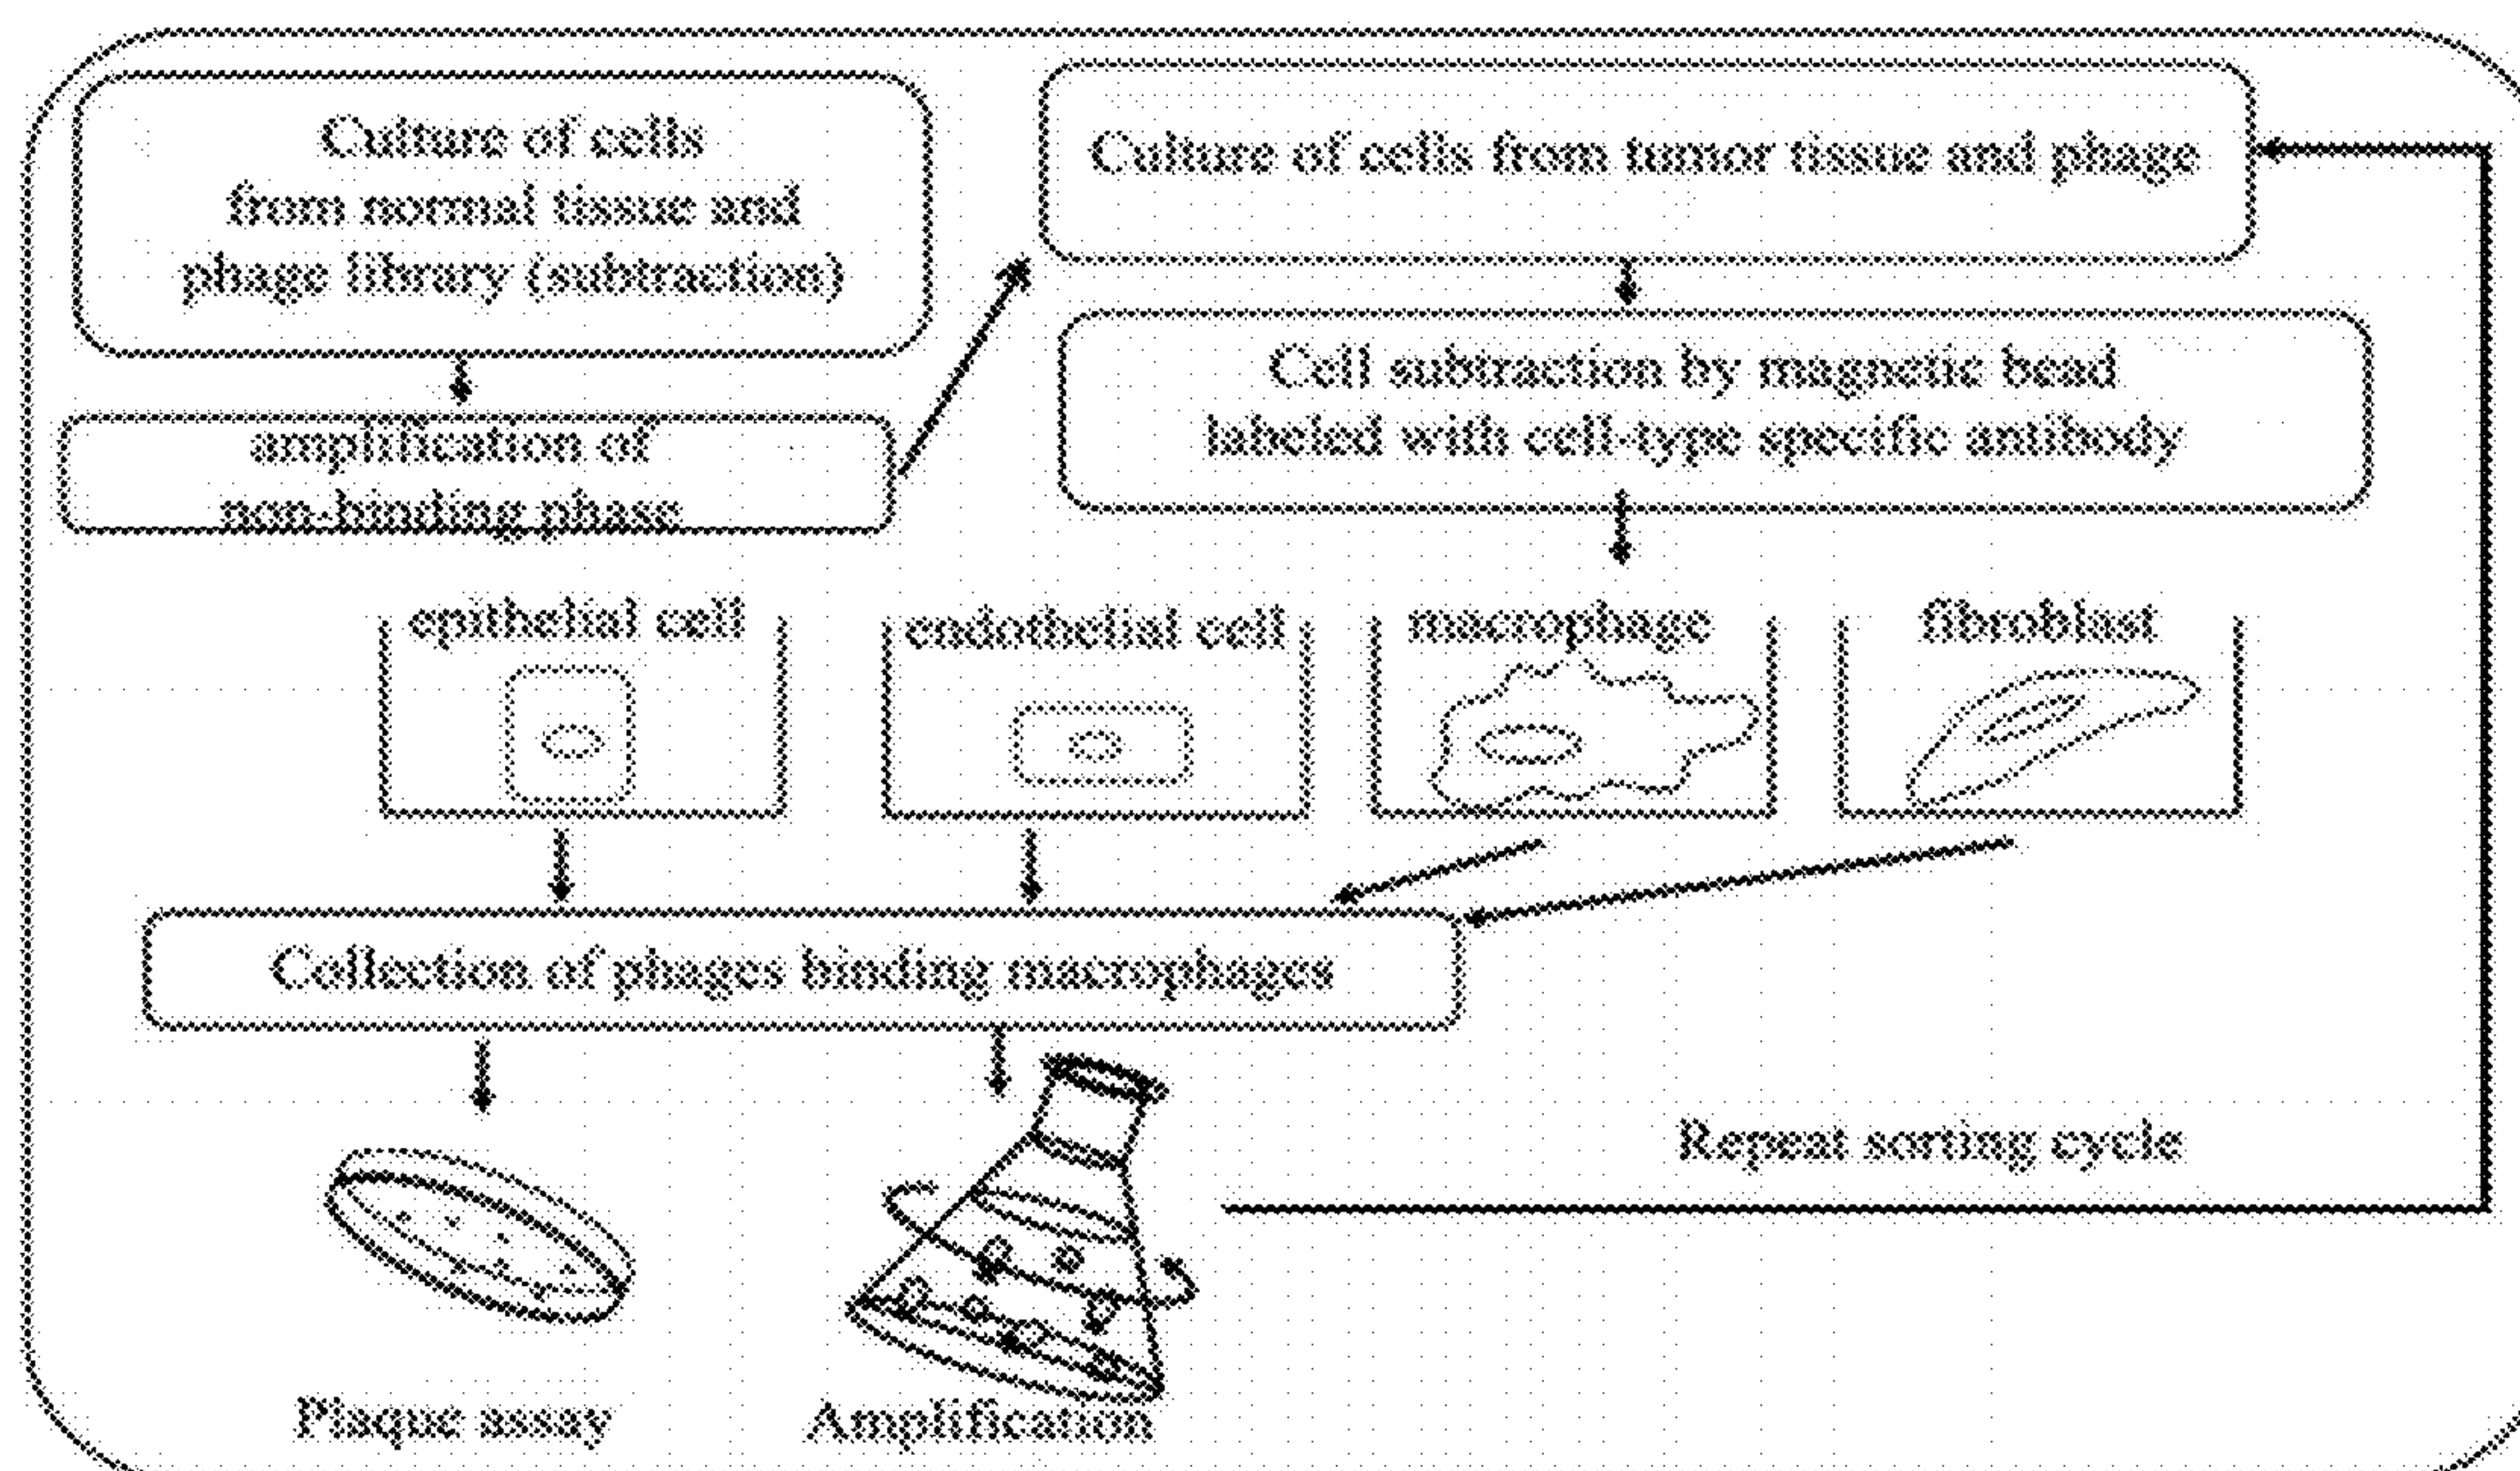 Culture of cells
from normal tissue and
phage library (subtraction)
amplification of
non-binding phase
Culture of cells from tumor tissue and phage
Cell subtraction by magnetic bead
labeled with cell-type specific antibody
epithelial cell
endothelial cell
macrophage
fibroblast
Collection of phages binding macrophages
Repeat sorting cycle
Plaque assay
Amplification